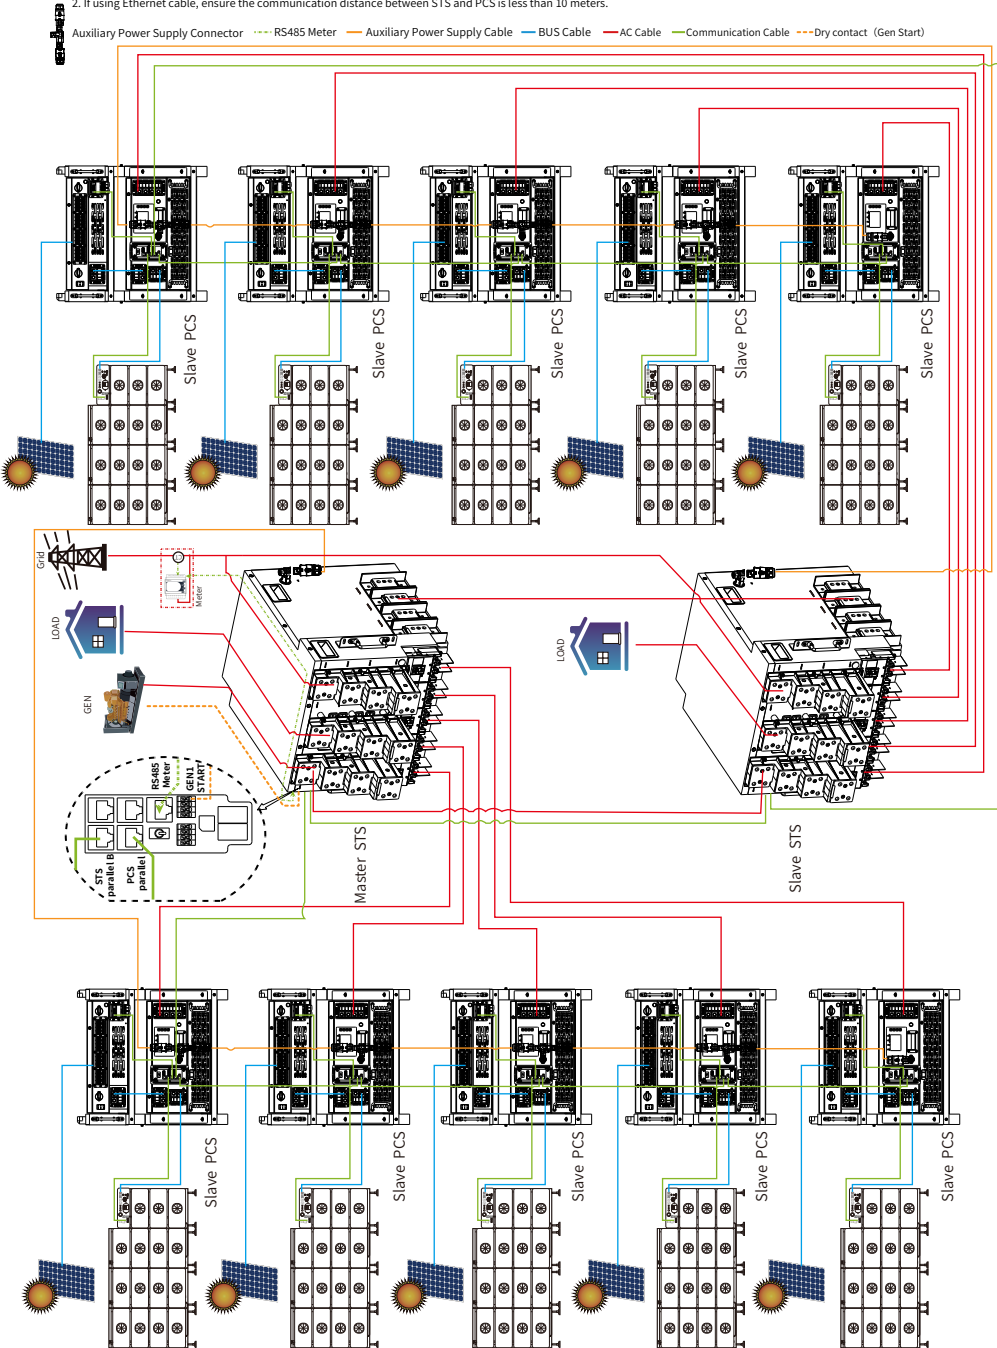 2. If using Ethernet cable, ensure the communication distance between STS and PCS is less than 10 meters.
Auxiliary Power Supply Connector
RS485 Meter
Auxiliary Power Supply Cable
BUS Cable
AC Cable
Communication Cable
Dry contact（Gen Start）
Slave PCS
Slave PCS
Slave PCS
Slave PCS
Slave PCS
Grid
Meter
LOAD
LOAD
GEN
RS485
Meter
GEN1
START
STS
parallel B
PCS
parallel
Master STS
Slave STS
Slave PCS
Slave PCS
Slave PCS
Slave PCS
Slave PCS